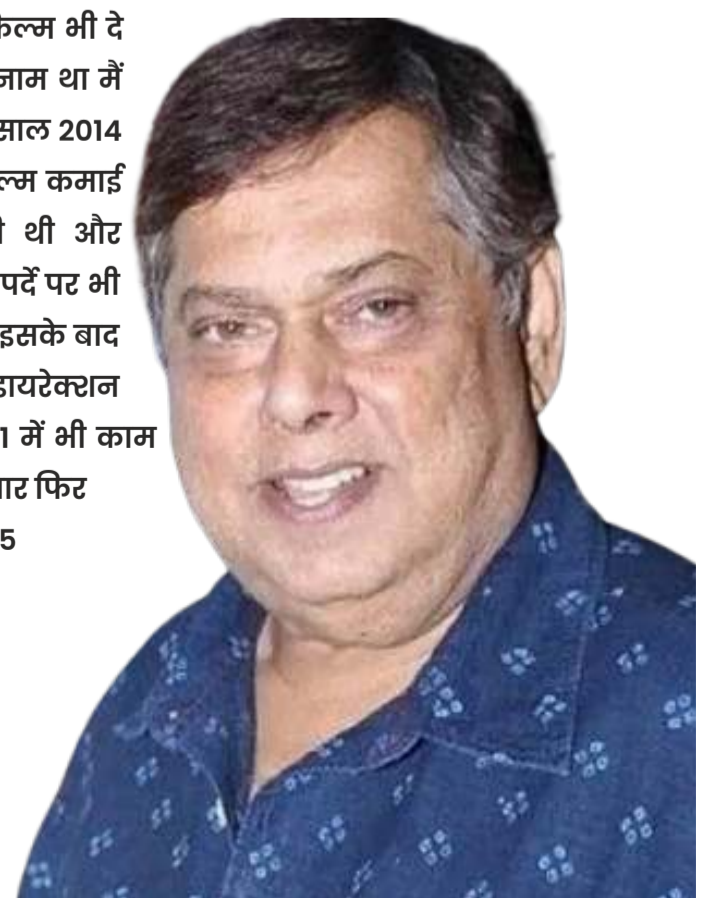 फिल्म भी दे
नाम था मैं
साल 2014
फिल्म कमाई
थी और
पर्दे पर भी
इसके बाद
डायरेक्शन
1 में भी काम
फिर
5